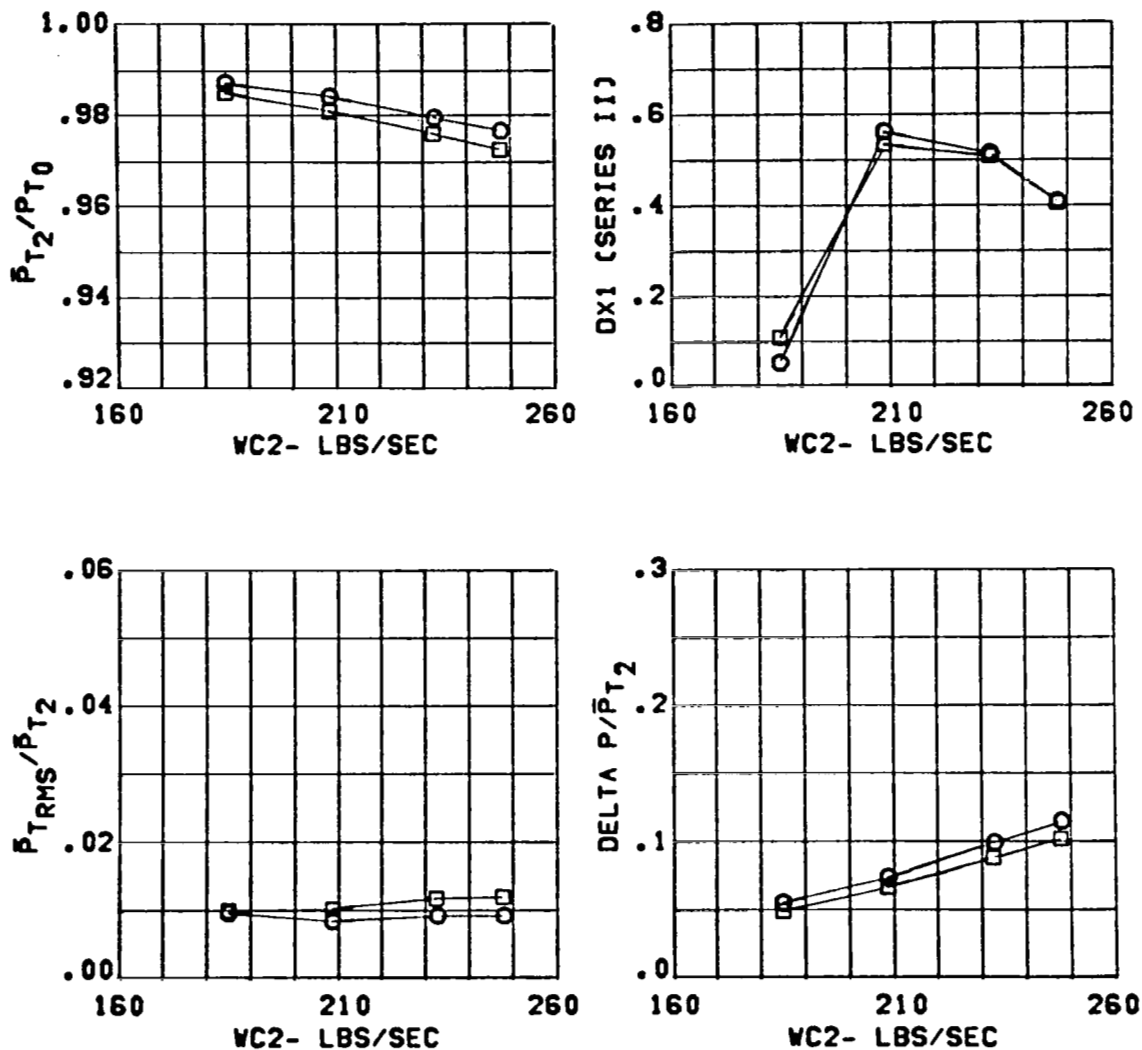 1.00
.98
.96
.94
.92
P̄T2/PT0
160 210 260
WC2- LBS/SEC
.8
.6
.4
.2
.0
DX1 (SERIES II)
160 210 260
WC2- LBS/SEC
.06
.04
.02
.00
P̄TRMS/P̄T2
160 210 260
WC2- LBS/SEC
.3
.2
.1
.0
DELTA P/P̄T2
160 210 260
WC2- LBS/SEC